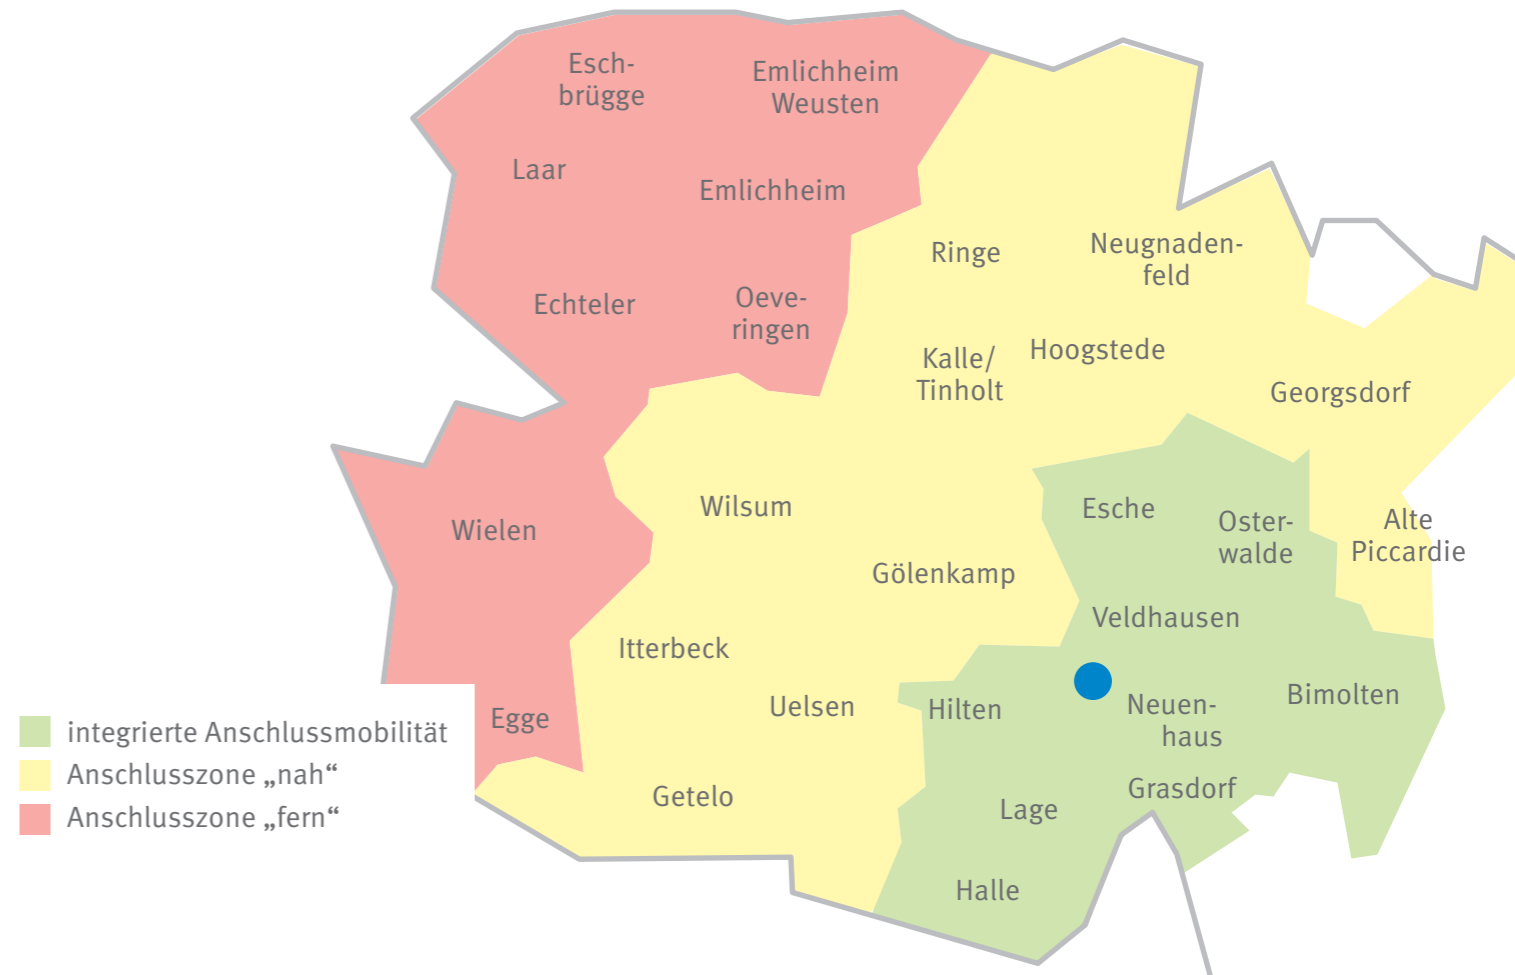 Esch-
brügge
Emlichheim
Weusten
Laar
Emlichheim
Ringe
Neugnaden-
feld
Echteler
Oeve-
ringen
Kalle/
Tinholt
Hoogstede
Georgsdorf
Wielen
Wilsum
Esche
Oster-
walde
Alte
Piccardie
Gölenkamp
Veldhausen
Itterbeck
Uelsen
Hilten
Neuen-
haus
Bimolten
Egge
Getelo
Lage
Grasdorf
Halle
integrierte Anschlussmobilität
Anschlusszone „nah“
Anschlusszone „fern“